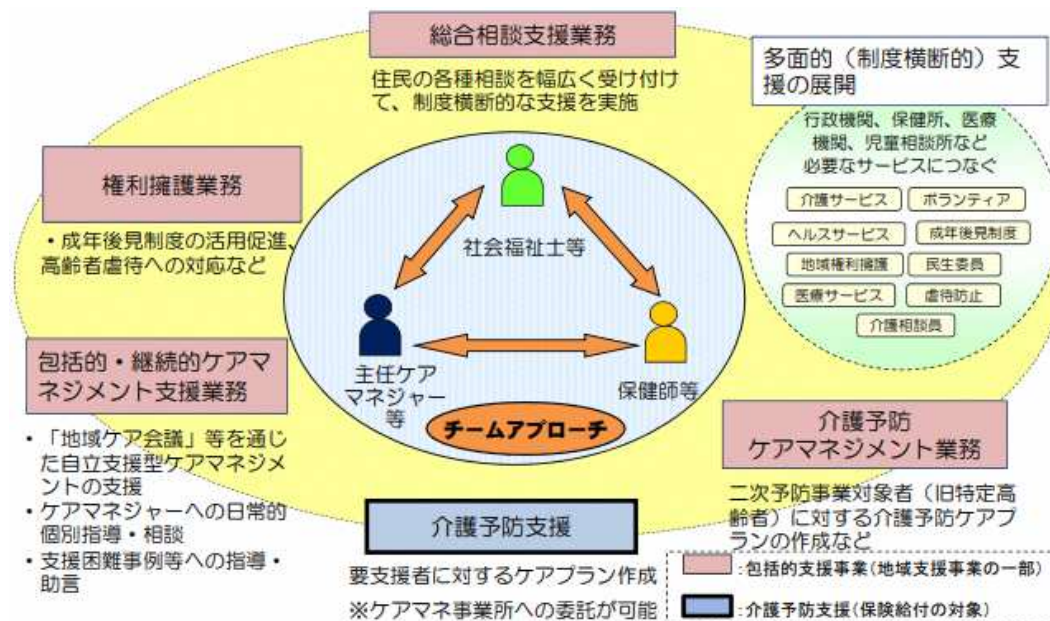 総合相談支援業務
住民の各種相談を幅広く受け付け
て、制度横断的な支援を実施
多面的（制度横断的）支
援の展開
行政機関、保健所、医療
機関、児童相談所など
必要なサービスにつなぐ
介護サービス
ボランティア
ヘルスサービス
成年後見制度
地域権利擁護
民生委員
医療サービス
虐待防止
介護相談員
権利擁護業務
・成年後見制度の活用促進、
高齢者虐待への対応など
社会福祉士等
主任ケア
マネジャー
等
保健師等
チームアプローチ
包括的・継続的ケアマ
ネジメント支援業務
・「地域ケア会議」等を通じ
た自立支援型ケアマネジメ
ントの支援
・ケアマネジャーへの日常的
個別指導・相談
・支援困難事例等への指導・
助言
介護予防
ケアマネジメント業務
二次予防事業対象者（旧特定高
齢者）に対する介護予防ケアプ
ランの作成など
介護予防支援
要支援者に対するケアプラン作成
※ケアマネ事業所への委託が可能
:包括的支援事業(地域支援事業の一部)
:介護予防支援(保険給付の対象)